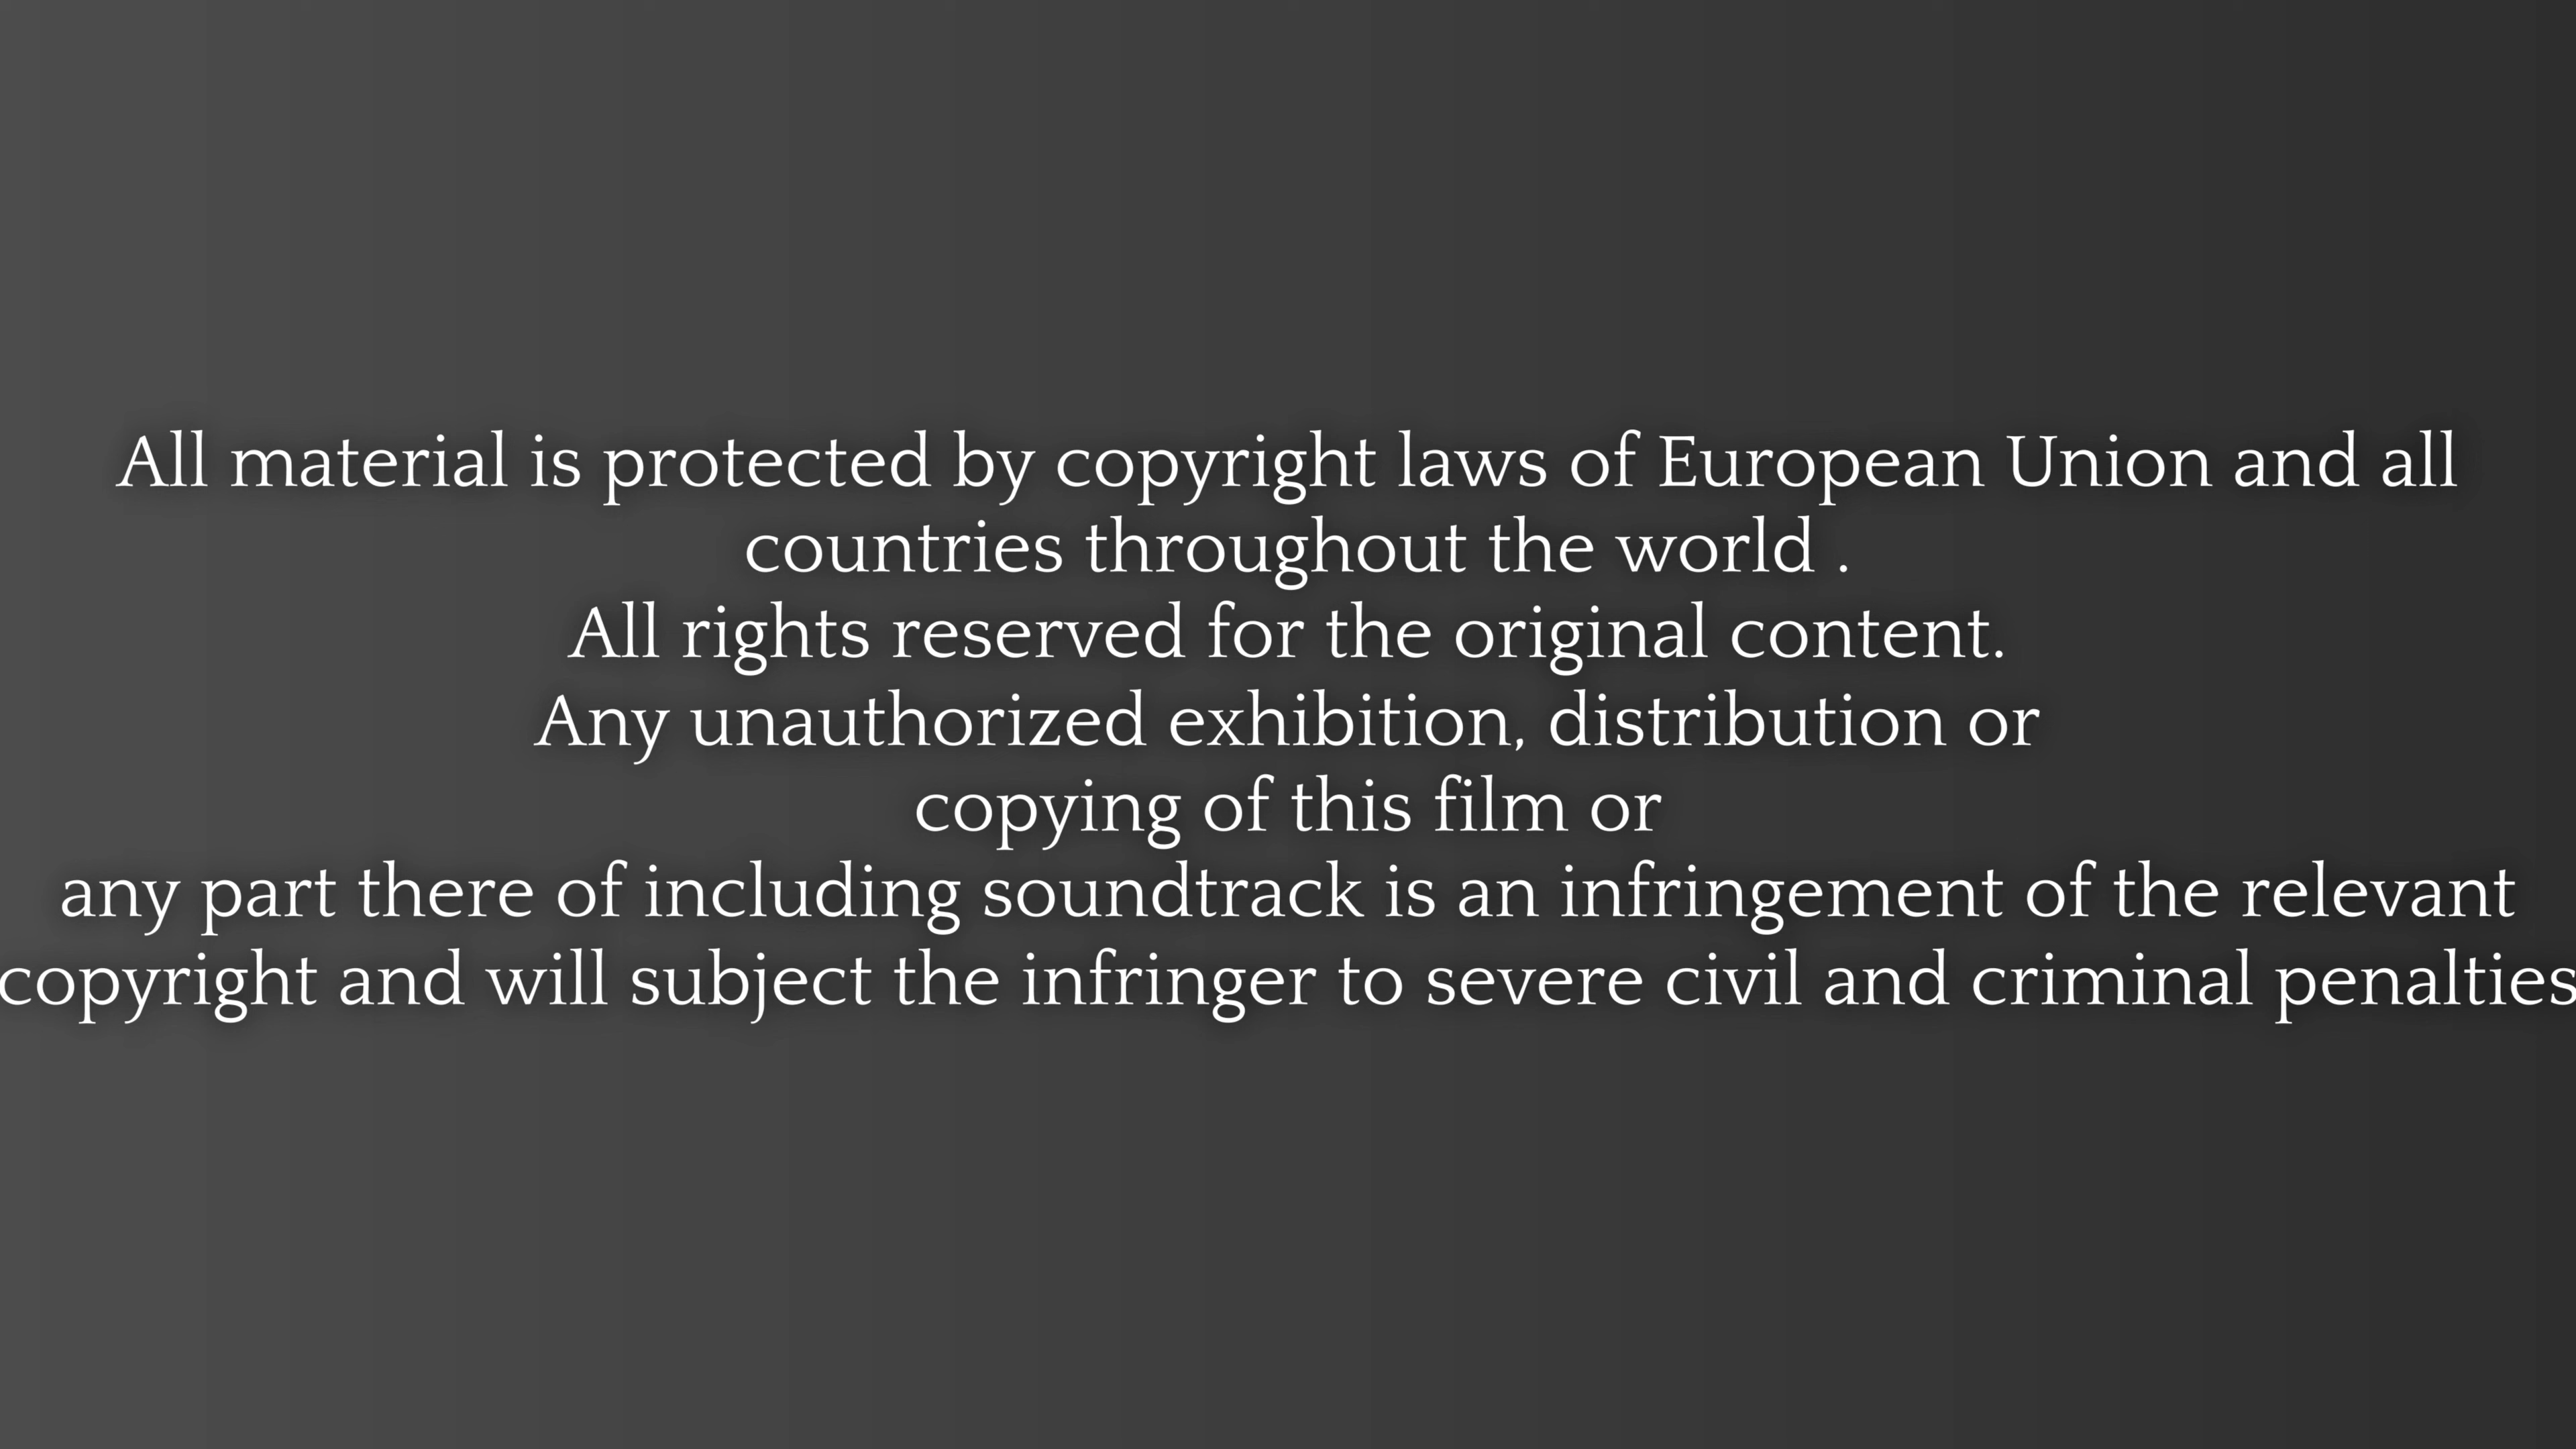 All material is protected by copyright laws of European Union and all
countries throughout the world .
All rights reserved for the original content.
Any unauthorized exhibition, distribution or
copying of this film or
any part there of including soundtrack is an infringement of the relevant
copyright and will subject the infringer to severe civil and criminal penalties